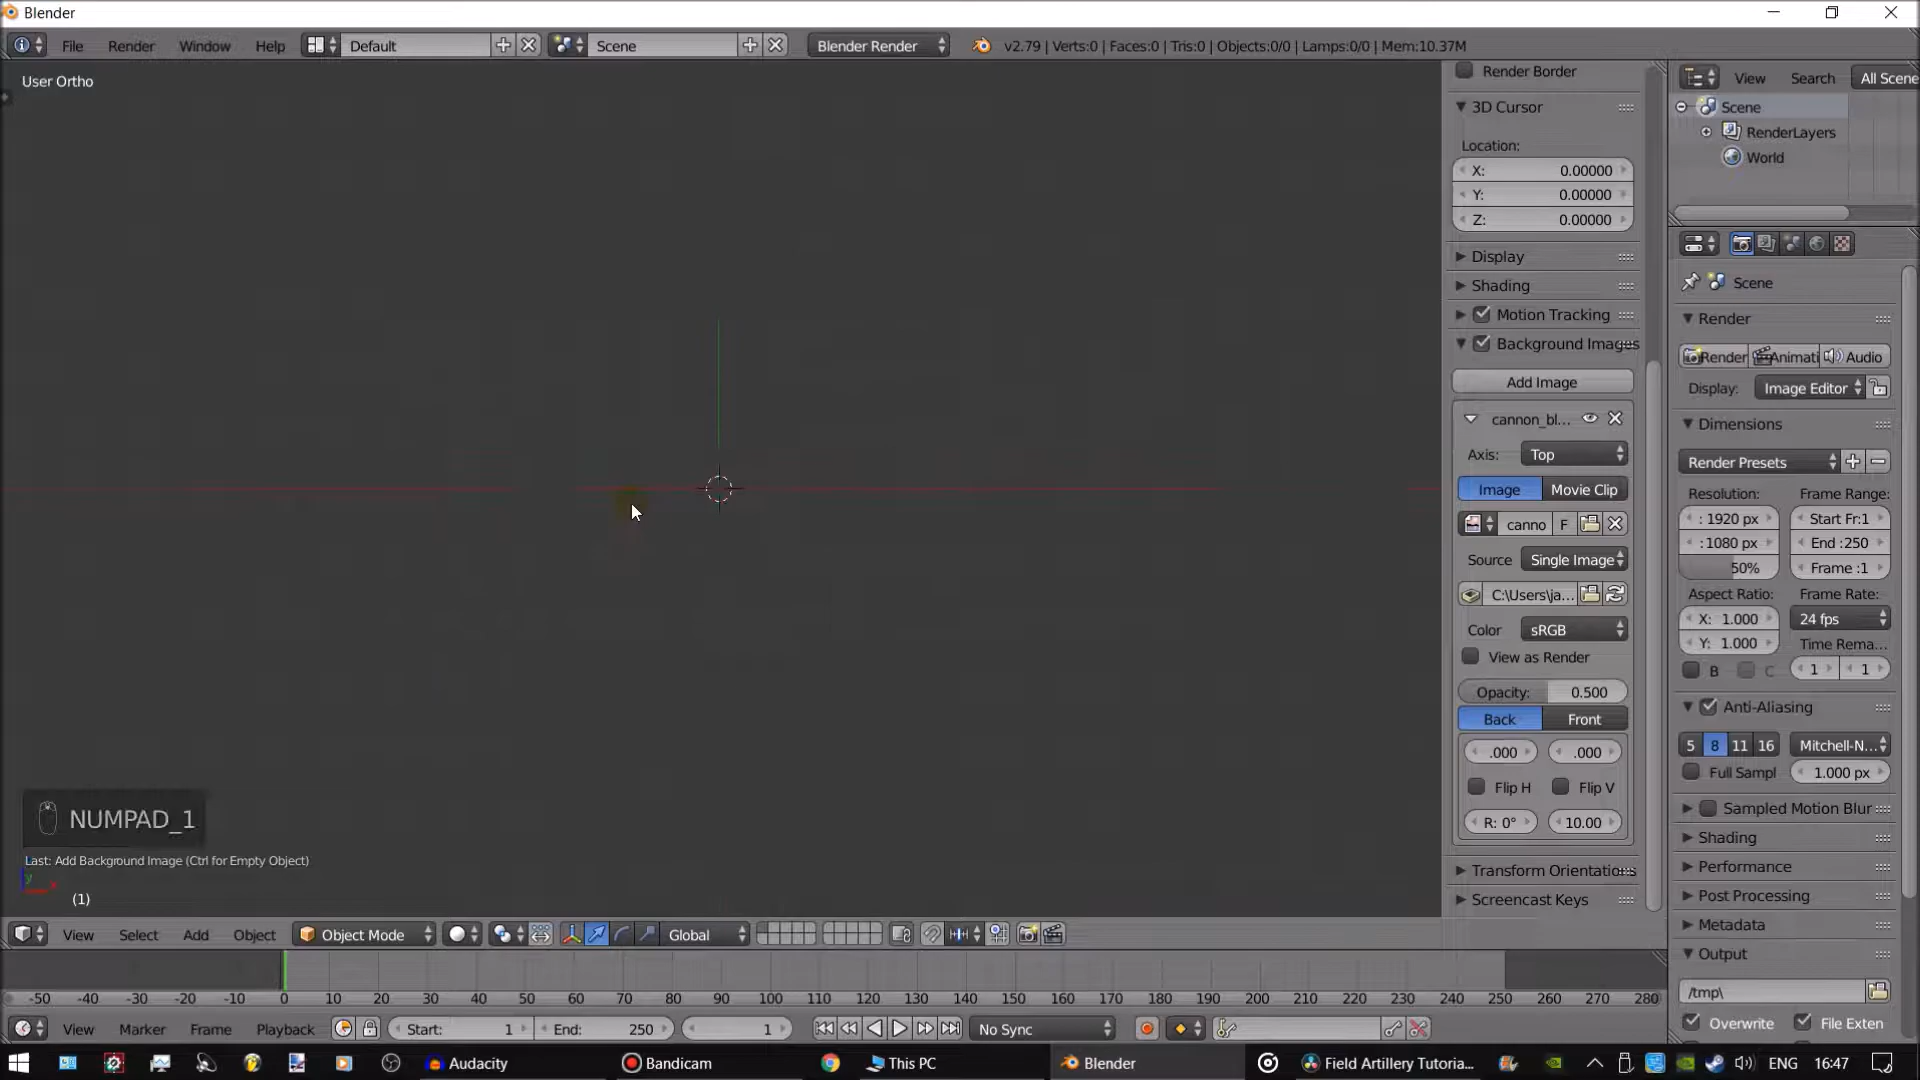 Blender
File Render Window Help Default Scene Blender Render v2.79 | Verts:0 | Faces:0 | Tris:0 | Objects:0/0 | Lamps:0/0 | Mem:10.37M
User Ortho
Render Border
3D Cursor
Location:
X: 0.00000
Y: 0.00000
Z: 0.00000
Display
Shading
Motion Tracking
Background Images
Add Image
cannon_bl...
Axis: Top
Image Movie Clip
canno F
Source Single Image
C:\Users\ja...
Color sRGB
View as Render
Opacity: 0.500
Back Front
.000 .000
Flip H Flip V
R: 0° 10.00
Transform Orientations
Screencast Keys
View Search All Scene
Scene
RenderLayers
World
Scene
Render
Render Animati Audio
Display: Image Editor
Dimensions
Render Presets
Resolution: Frame Range:
: 1920 px Start Fr:1
:1080 px End :250
50% Frame :1
Aspect Ratio: Frame Rate:
X: 1.000 24 fps
Y: 1.000 Time Rema...
B C 1 1
Anti-Aliasing
5 8 11 16 Mitchell-N...
Full Sampl 1.000 px
Sampled Motion Blur
Shading
Performance
Post Processing
Metadata
Output
/tmp\
Overwrite File Exten
NUMPAD_1
Last: Add Background Image (Ctrl for Empty Object)
y x
(1)
View Select Add Object Object Mode Global
-50 -40 -30 -20 -10 0 10 20 30 40 50 60 70 80 90 100 110 120 130 140 150 160 170 180 190 200 210 220 230 240 250 260 270 280
View Marker Frame Playback Start: 1 End: 250 1 No Sync
Audacity Bandicam This PC Blender Field Artillery Tutoria... ENG 16:47